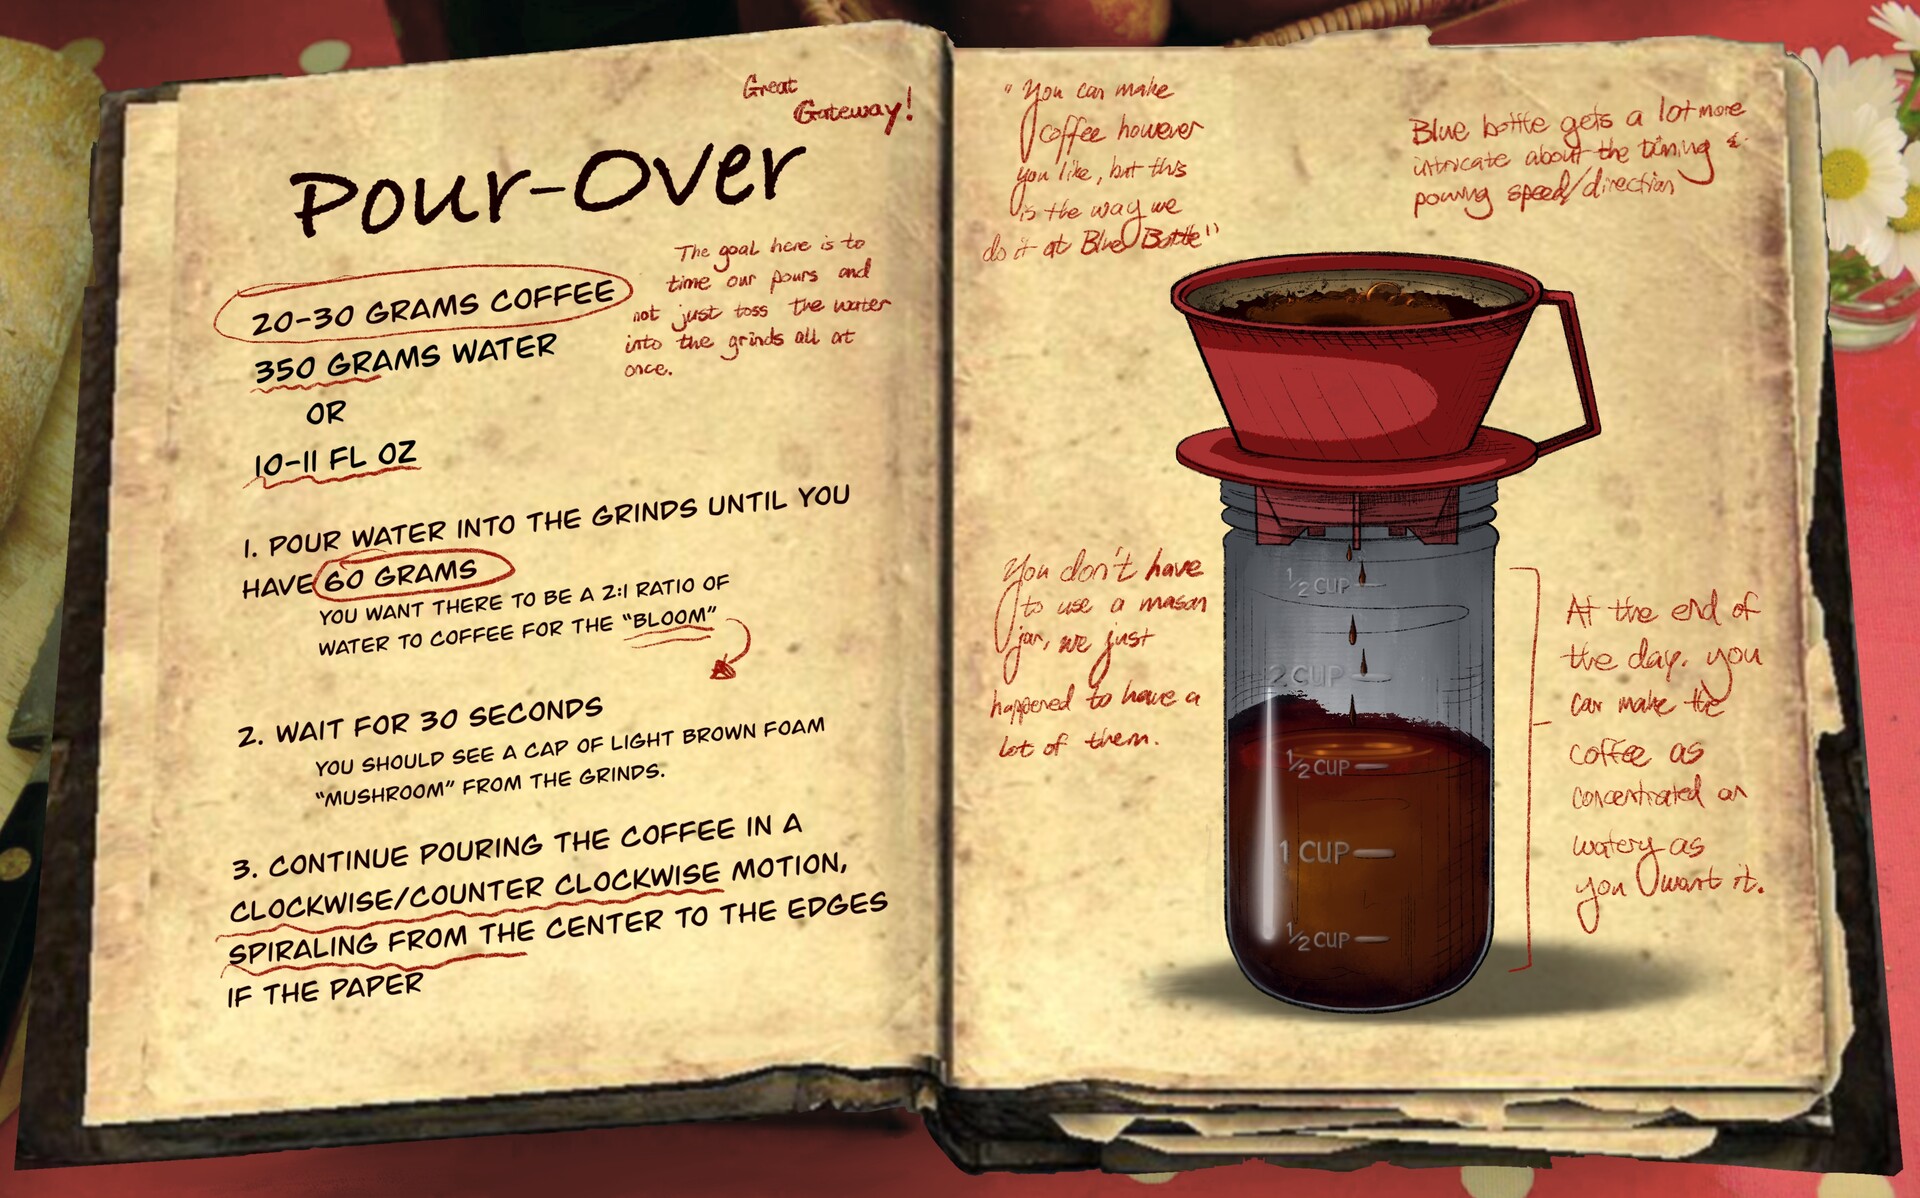 Great
Gateway!
Pour-Over
The goal here is to
time our pours and
not just toss the water
into the grinds all at
once.
20-30 GRAMS COFFEE
350 GRAMS WATER
OR
10-11 FL OZ
1. POUR WATER INTO THE GRINDS UNTIL YOU
HAVE 60 GRAMS
YOU WANT THERE TO BE A 2:1 RATIO OF
WATER TO COFFEE FOR THE "BLOOM"
2. WAIT FOR 30 SECONDS
YOU SHOULD SEE A CAP OF LIGHT BROWN FOAM
"MUSHROOM" FROM THE GRINDS.
3. CONTINUE POURING THE COFFEE IN A
CLOCKWISE/COUNTER CLOCKWISE MOTION,
SPIRALING FROM THE CENTER TO THE EDGES
IF THE PAPER
"You can make
coffee however
you like, but this
is the way we
do it at Blue Bottle"
Blue bottle gets a lot more
intricate about the timing &
pouring speed/direction
You don't have
to use a mason
jar, we just
happened to have a
lot of them.
1/2 CUP
2 CUP
1/2 CUP
1 CUP
1/2 CUP
At the end of
the day, you
can make the
coffee as
concentrated or
watery as
you want it.